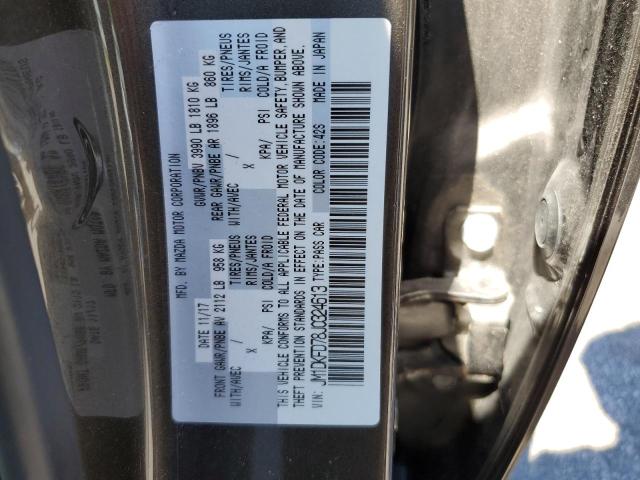 MFD. BY MAZDA MOTOR CORPORATION
DATE 11/17 GVWR/PNBV 3990 LB 1810 KG
FRONT GAWR/PNBE AV 2112 LB 958 KG REAR GAWR/PNBE AR 1896 LB 860 KG
WITH/AVEC TIRES/PNEUS WITH/AVEC TIRES/PNEUS
X / RIMS/JANTES X / RIMS/JANTES
KPA/ PSI COLD/A FROID KPA/ PSI COLD/A FROID
THIS VEHICLE CONFORMS TO ALL APPLICABLE FEDERAL MOTOR VEHICLE SAFETY, BUMPER, AND
THEFT PREVENTION STANDARDS IN EFFECT ON THE DATE OF MANUFACTURE SHOWN ABOVE.
VIN: JM1DKFD78J0324613 TYPE:PASS CAR COLOR CODE:42S MADE IN JAPAN